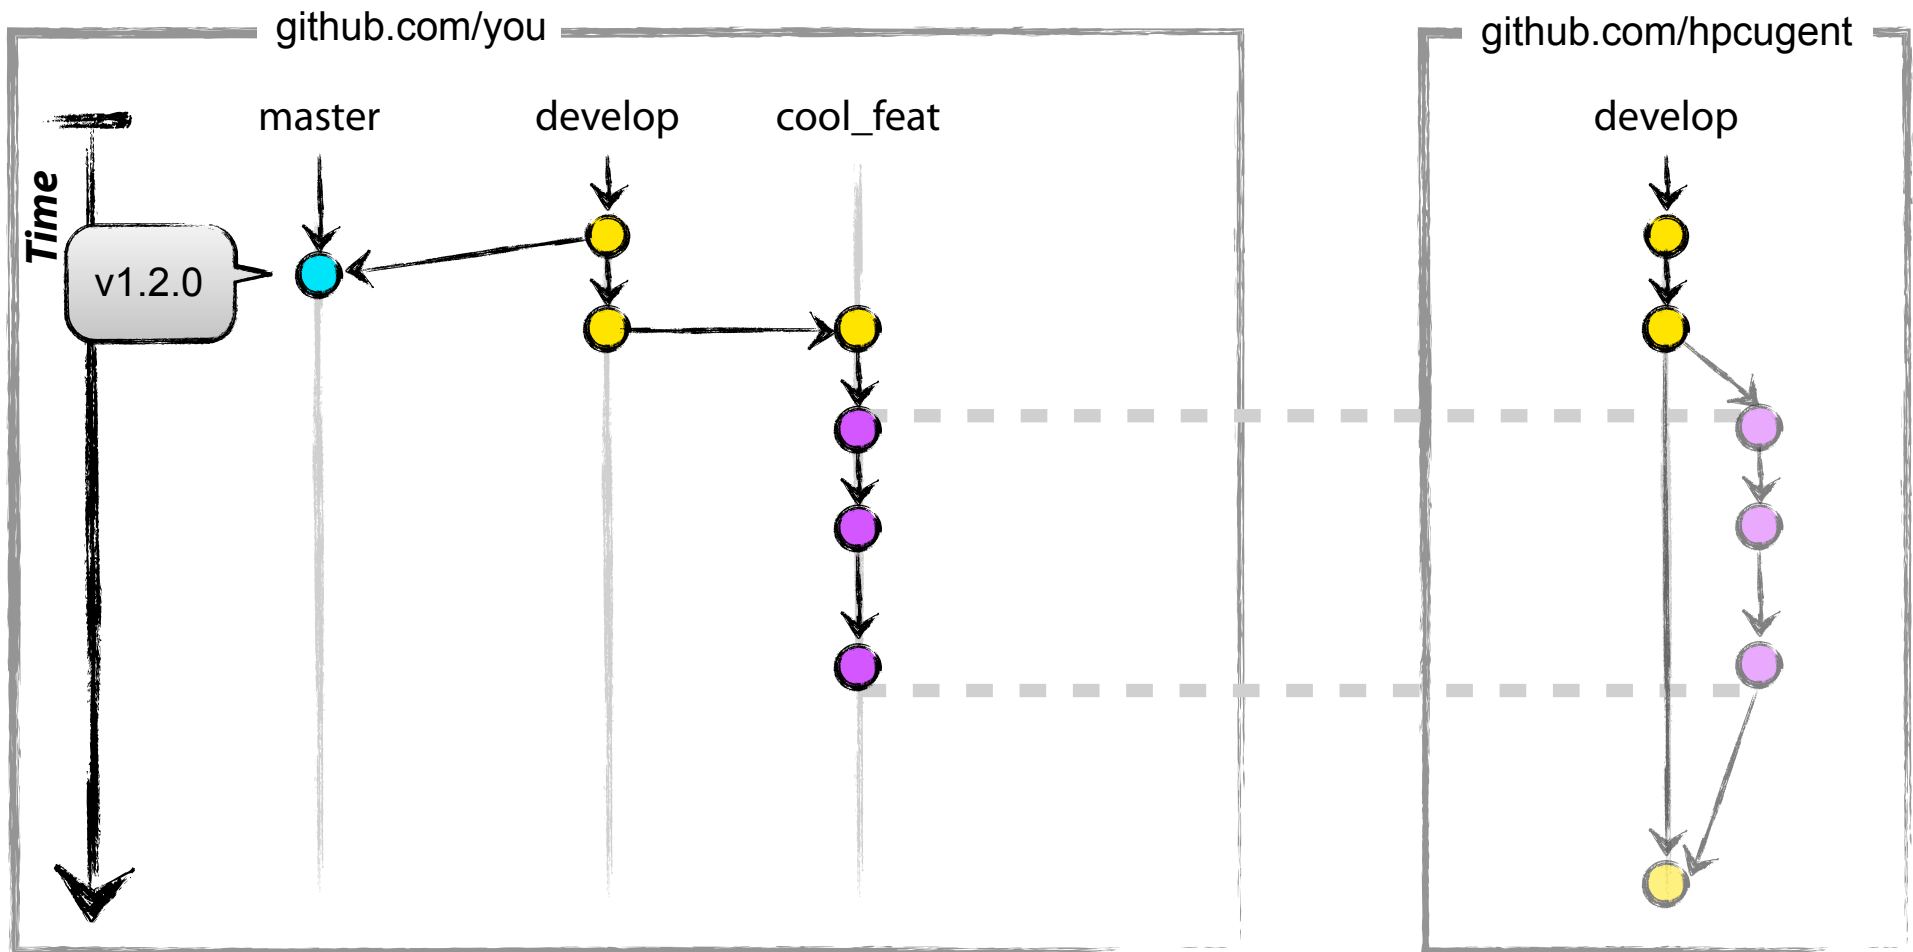 github.com/you
github.com/hpcugent
master
develop
cool_feat
develop
Time
v1.2.0